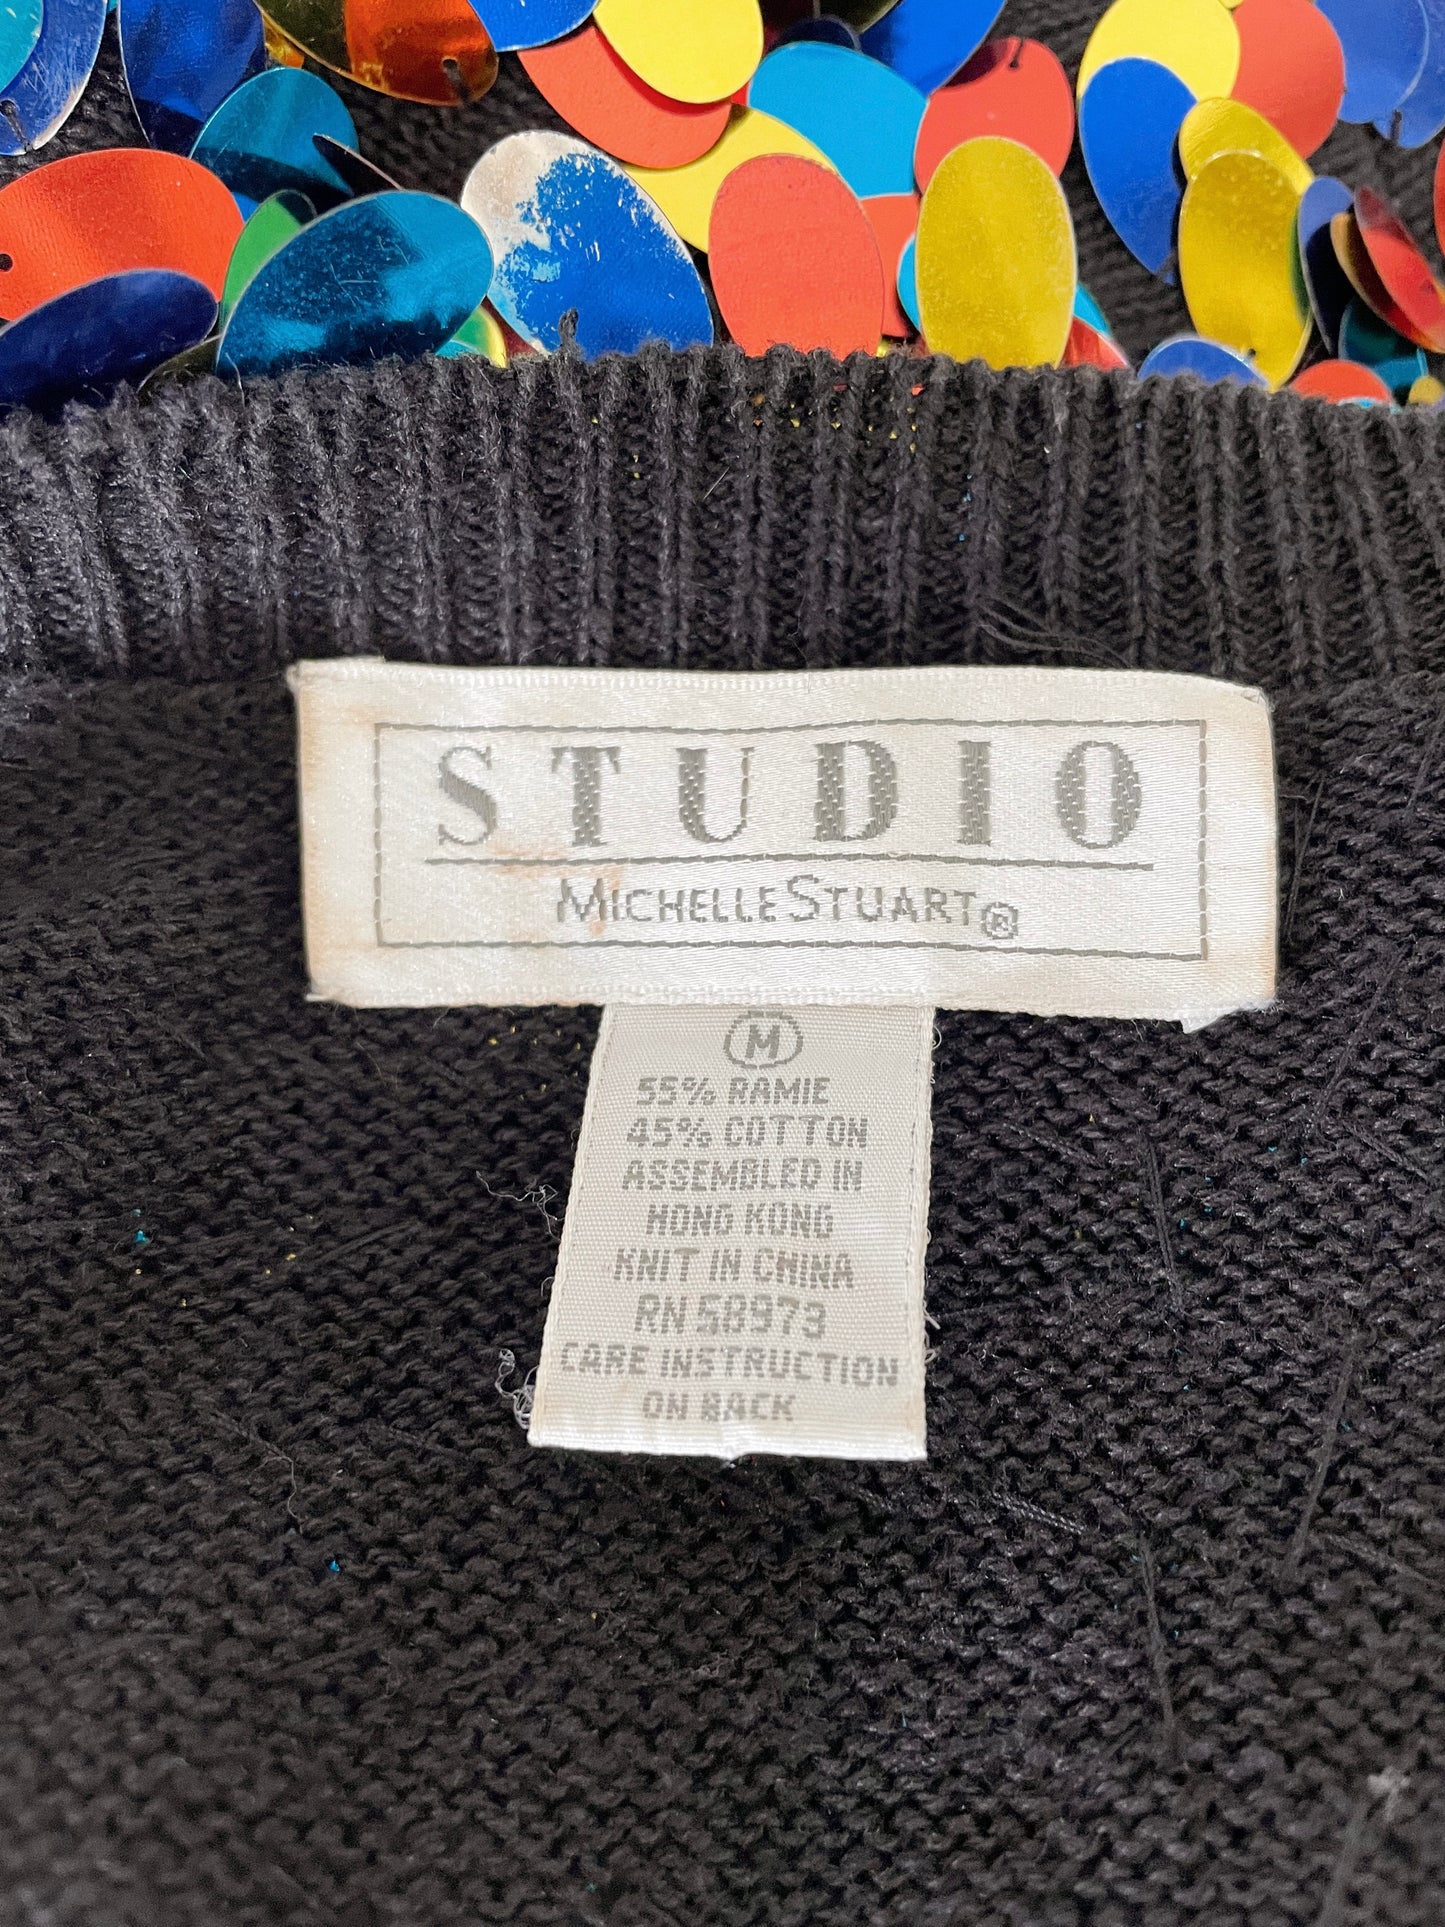 STUDIO
MICHELLE STUART®
M
55% RAMIE
45% COTTON
ASSEMBLED IN
HONG KONG
KNIT IN CHINA
RN 58973
CARE INSTRUCTION
ON BACK